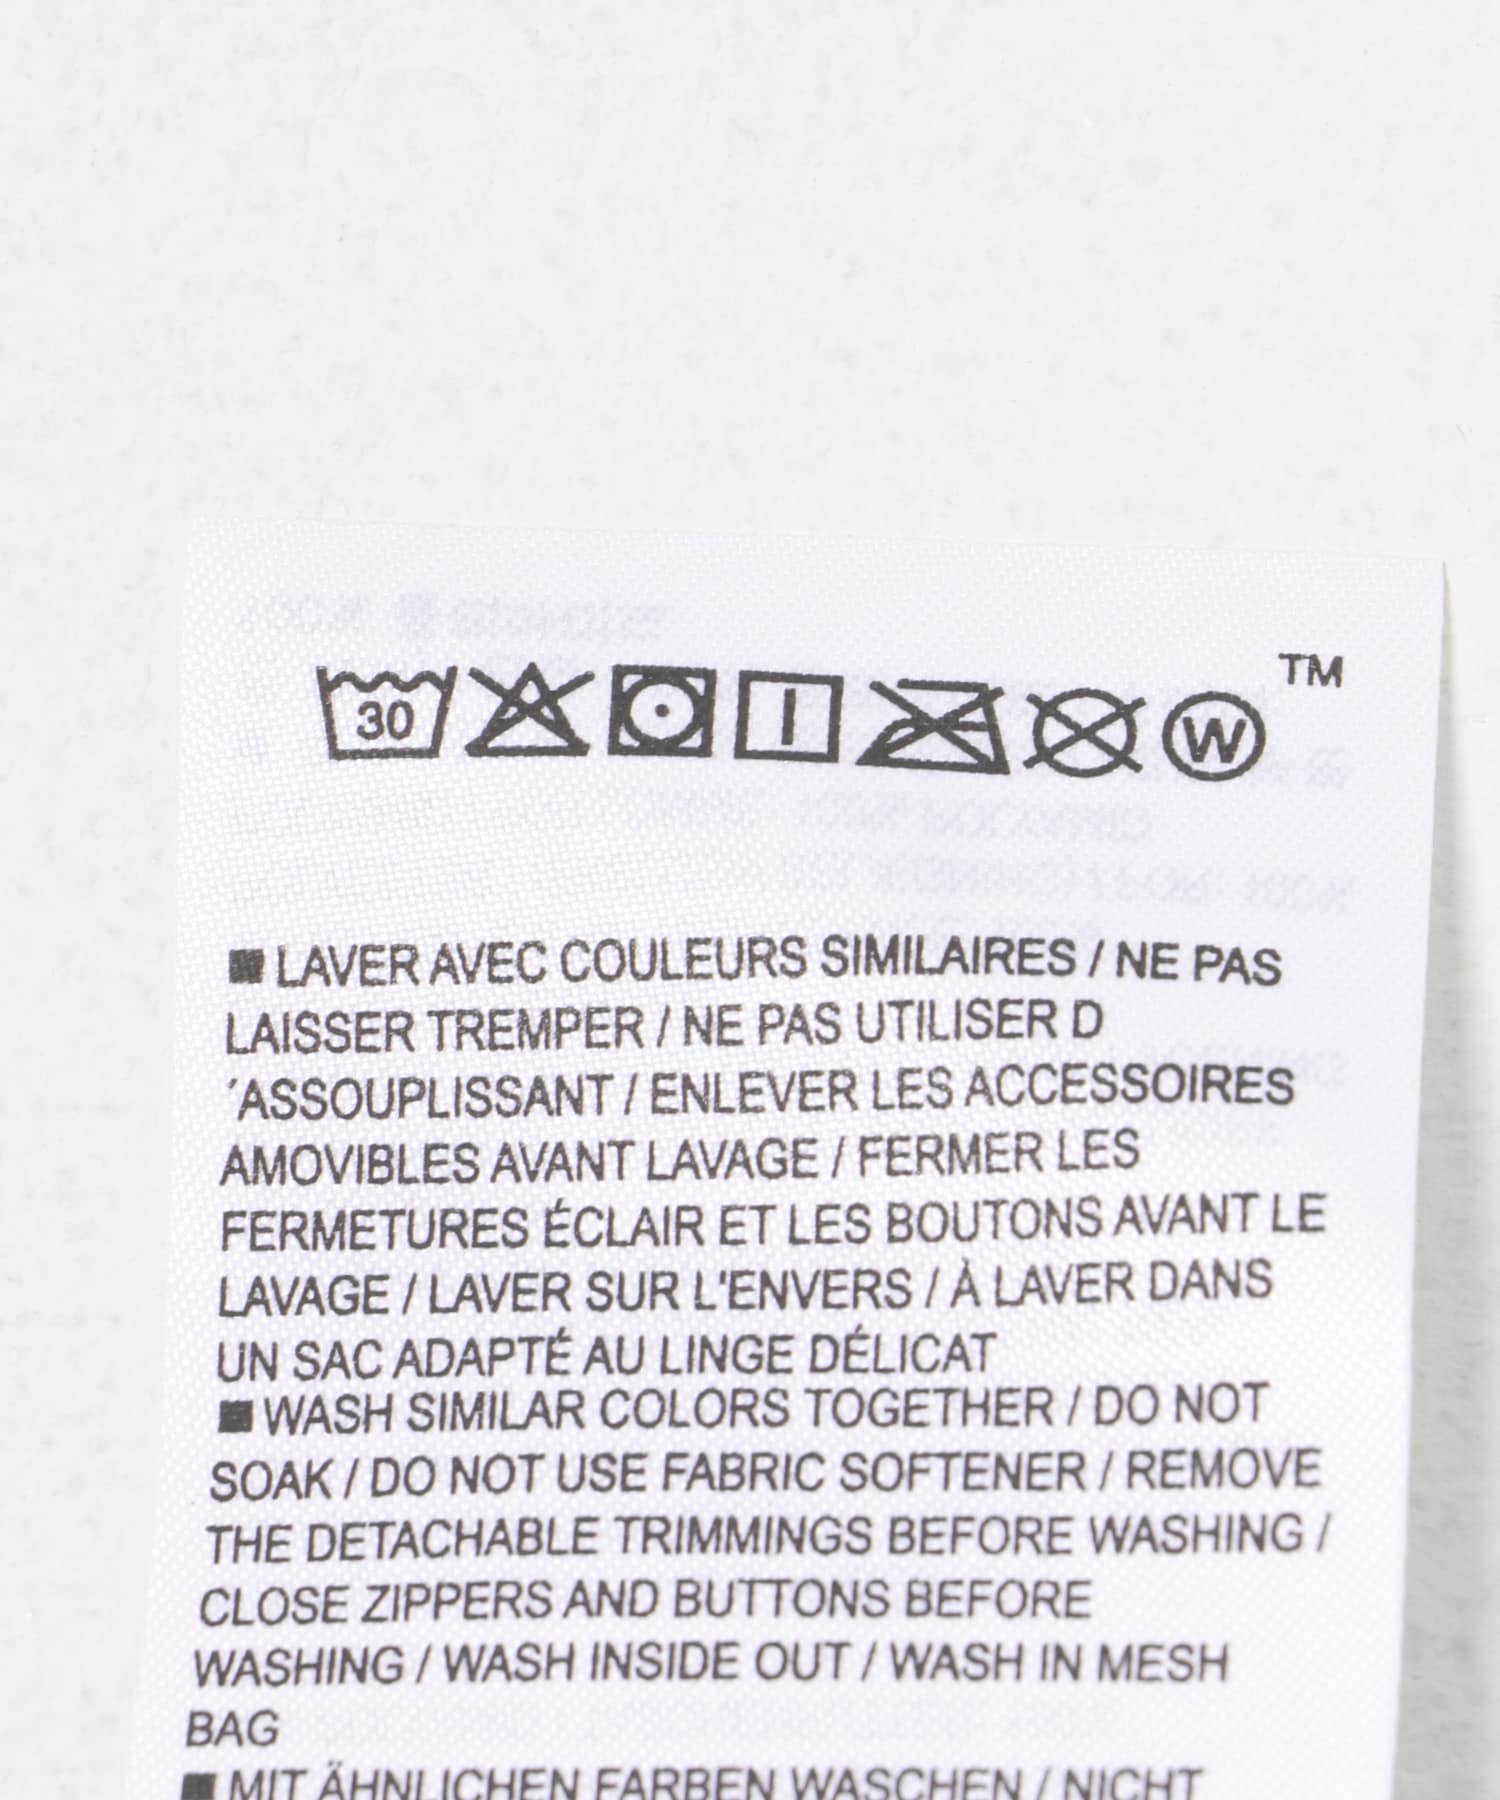 30
W
TM
■ LAVER AVEC COULEURS SIMILAIRES / NE PAS
LAISSER TREMPER / NE PAS UTILISER D
´ASSOUPLISSANT / ENLEVER LES ACCESSOIRES
AMOVIBLES AVANT LAVAGE / FERMER LES
FERMETURES ÉCLAIR ET LES BOUTONS AVANT LE
LAVAGE / LAVER SUR L'ENVERS / À LAVER DANS
UN SAC ADAPTÉ AU LINGE DÉLICAT
■ WASH SIMILAR COLORS TOGETHER / DO NOT
SOAK / DO NOT USE FABRIC SOFTENER / REMOVE
THE DETACHABLE TRIMMINGS BEFORE WASHING /
CLOSE ZIPPERS AND BUTTONS BEFORE
WASHING / WASH INSIDE OUT / WASH IN MESH
BAG
■ MIT ÄHNLICHEN FARBEN WASCHEN / NICHT